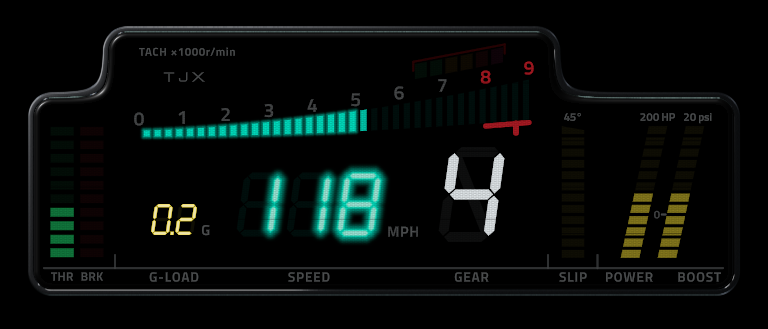 TACH ×1000r/min
TJX
0 1 2 3 4 5 6 7 8 9
45° 200 HP 20 psi
0.2 G 118 MPH 4 0-
THR BRK G-LOAD SPEED GEAR SLIP POWER BOOST